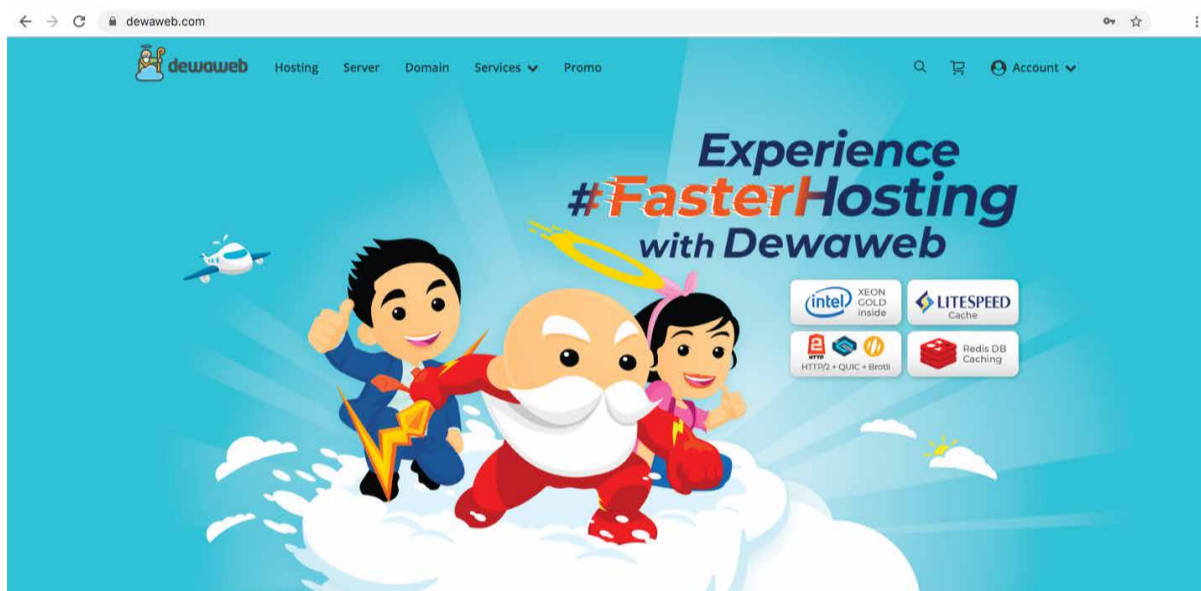 dewaweb.com
dewaweb Hosting Server Domain Services Promo Account
Experience
#FasterHosting
with Dewaweb
intel XEON GOLD inside
LITESPEED Cache
HTTP
HTTP/2 + QUIC + Brotli
Redis DB Caching